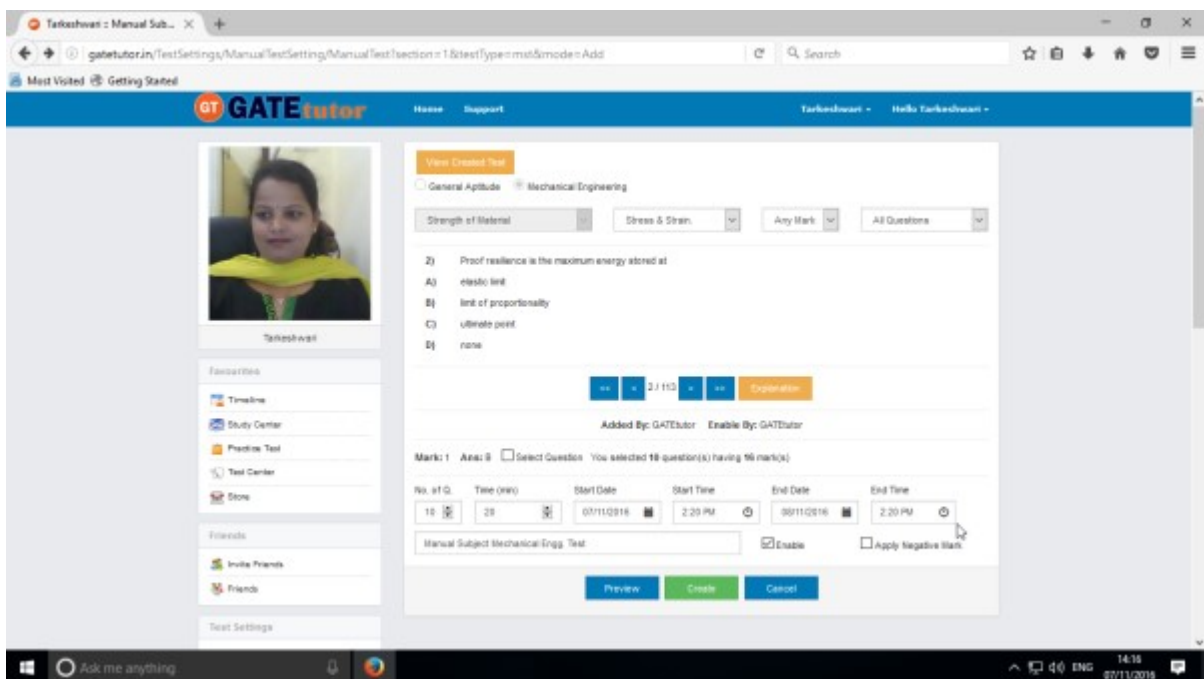 Tarkeshwari :: Manual Sub...
gatetutor.in/TestSettings/ManualTestSetting/ManualTest?section=1&testType=mst&mode=Add
Search
Most Visited Getting Started
GT GATEtutor Home Support Tarkeshwari Hello Tarkeshwari
View Created Test
General Aptitude Mechanical Engineering
Strength of Material Stress & Strain. Any Mark All Questions
2) Proof resilience is the maximum energy stored at
A) elastic limit
B) limit of proportionality
C) ultimate point
D) none
Tarkeshwari
Favourites
Timeline
Study Center
Practice Test
Test Center
Store
Friends
Invite Friends
Friends
Test Settings
<< < 2 / 113 > >> Explanation
Added By: GATEtutor Enable By: GATEtutor
Mark: 1 Ans: B Select Question You selected 10 question(s) having 16 mark(s)
No. of Q. Time (min) Start Date Start Time End Date End Time
10 20 07/11/2016 2:20 PM 08/11/2016 2:20 PM
Manual Subject Mechanical Engg. Test Enable Apply Negative Mark
Preview Create Cancel
Ask me anything
ENG 14:16
07/11/2016